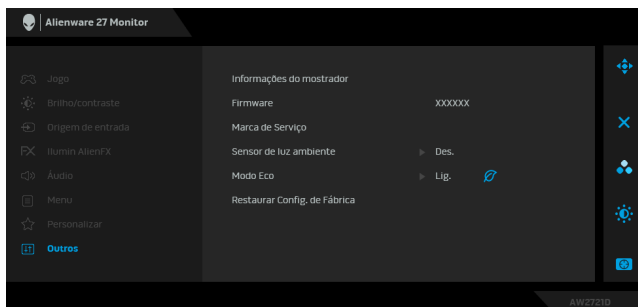 Alienware 27 Monitor
Jogo
Brilho/contraste
Origem de entrada
FX Ilumin AlienFX
Áudio
Menu
Personalizar
Outros
Informações do mostrador
Firmware XXXXXX
Marca de Serviço
Sensor de luz ambiente Des.
Modo Eco Lig.
Restaurar Config. de Fábrica
AW2721D